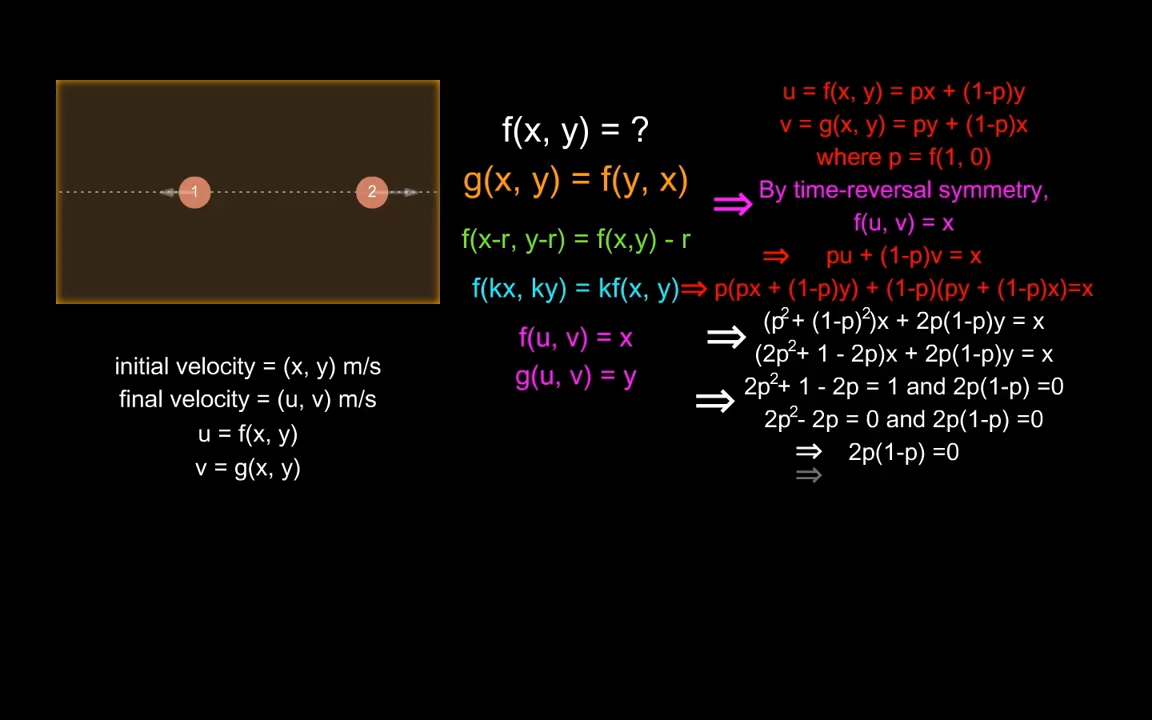 1 2
initial velocity = (x, y) m/s
final velocity = (u, v) m/s
u = f(x, y)
v = g(x, y)
f(x, y) = ?
g(x, y) = f(y, x)
f(x-r, y-r) = f(x,y) - r
f(kx, ky) = kf(x, y)
f(u, v) = x
g(u, v) = y
u = f(x, y) = px + (1-p)y
v = g(x, y) = py + (1-p)x
where p = f(1, 0)
⇒ By time-reversal symmetry,
f(u, v) = x
⇒ pu + (1-p)v = x
⇒ p(px + (1-p)y) + (1-p)(py + (1-p)x)=x
⇒ (p²+ (1-p)²)x + 2p(1-p)y = x
(2p²+ 1 - 2p)x + 2p(1-p)y = x
⇒ 2p²+ 1 - 2p = 1 and 2p(1-p) =0
2p²- 2p = 0 and 2p(1-p) =0
⇒ 2p(1-p) =0
⇒